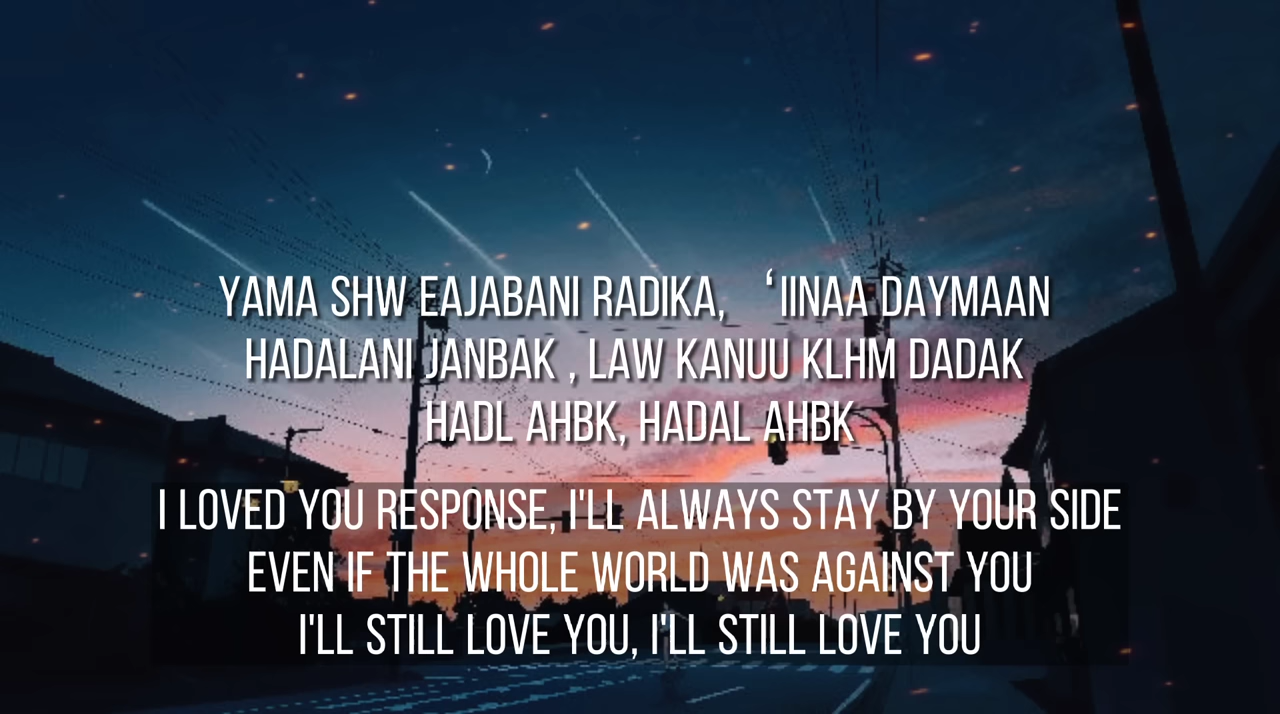 YAMA SHW EAJABANI RADIKA, ‘IINAA DAYMAAN
HADALANI JANBAK , LAW KANUU KLHM DADAK
HADL AHBK, HADAL AHBK
I LOVED YOU RESPONSE, I'LL ALWAYS STAY BY YOUR SIDE
EVEN IF THE WHOLE WORLD WAS AGAINST YOU
I'LL STILL LOVE YOU, I'LL STILL LOVE YOU